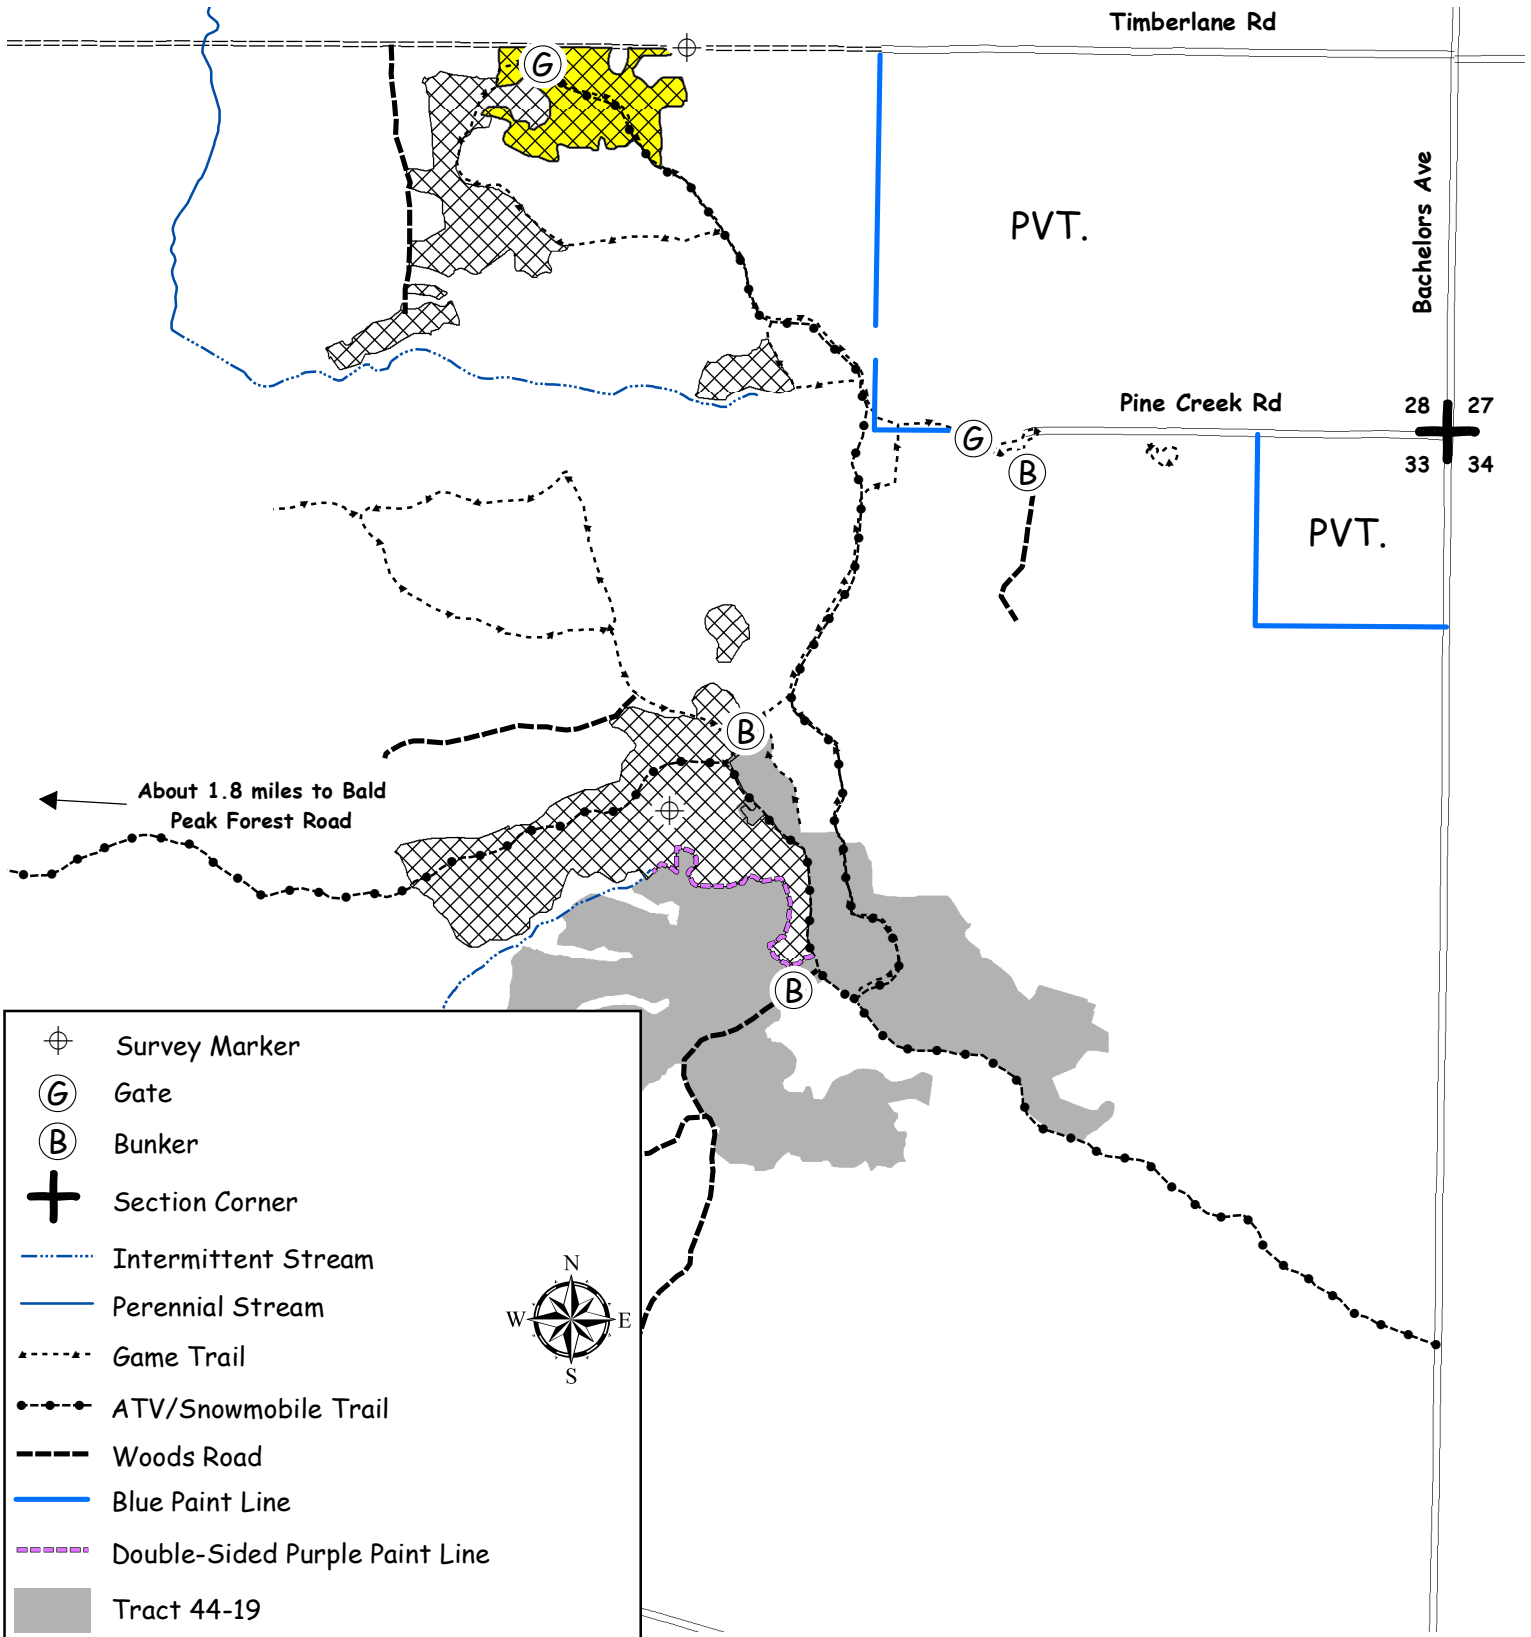 Timberlane Rd
G
PVT.
Bachelors Ave
Pine Creek Rd
28 27
33 34
G
B
PVT.
B
About 1.8 miles to Bald
Peak Forest Road
B
Survey Marker
G Gate
B Bunker
Section Corner
Intermittent Stream
Perennial Stream
Game Trail
ATV/Snowmobile Trail
Woods Road
Blue Paint Line
Double-Sided Purple Paint Line
Tract 44-19
N
W E
S